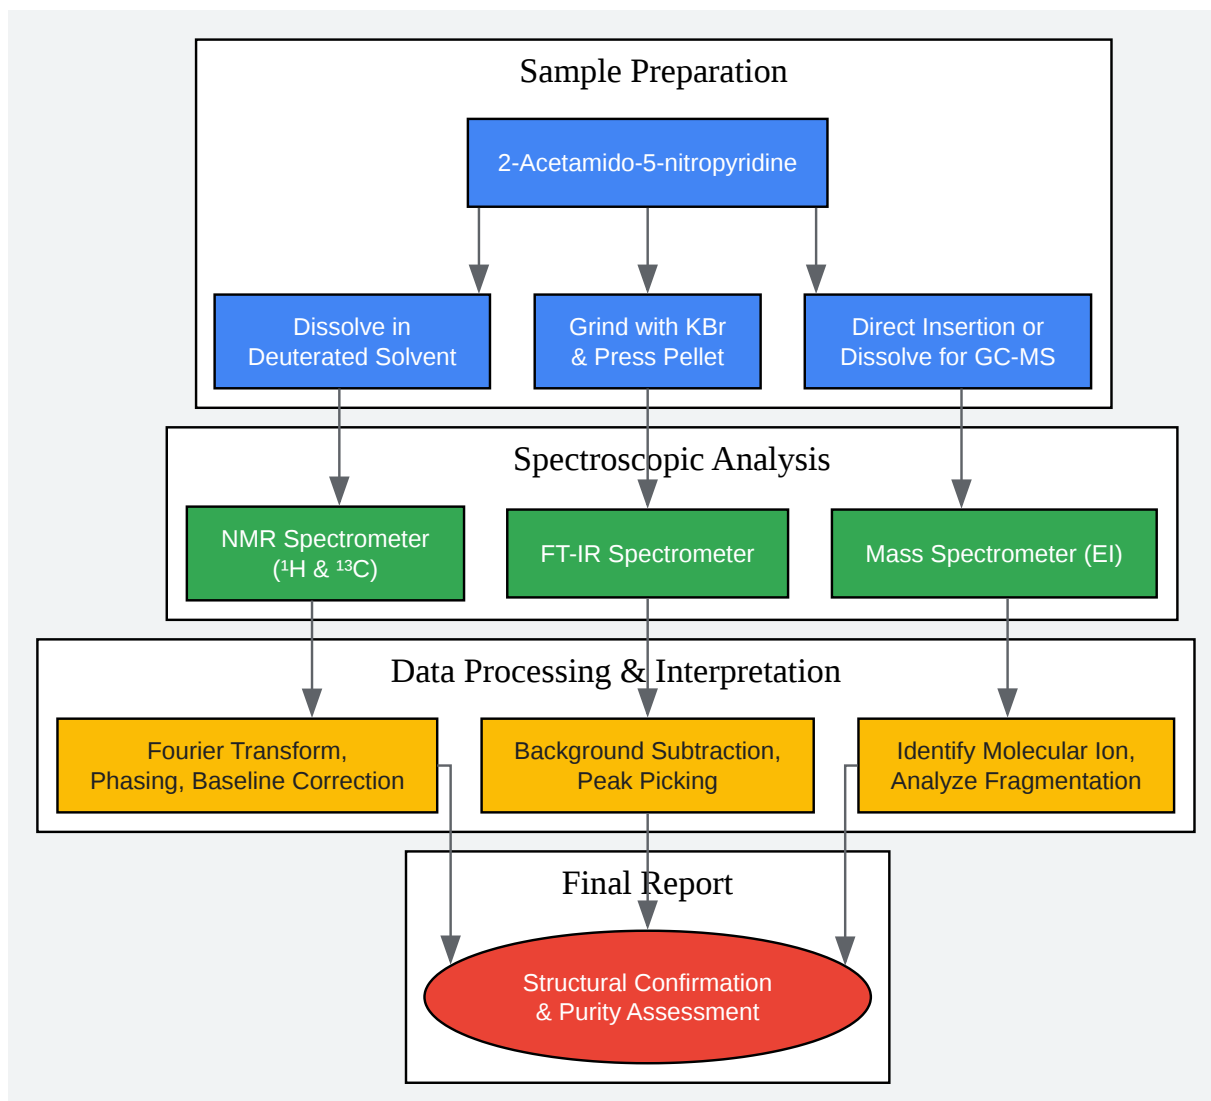 Sample Preparation
2-Acetamido-5-nitropyridine
Dissolve in
Deuterated Solvent
Grind with KBr
& Press Pellet
Direct Insertion or
Dissolve for GC-MS
Spectroscopic Analysis
NMR Spectrometer
(¹H & ¹³C)
FT-IR Spectrometer
Mass Spectrometer (EI)
Data Processing & Interpretation
Fourier Transform,
Phasing, Baseline Correction
Background Subtraction,
Peak Picking
Identify Molecular Ion,
Analyze Fragmentation
Final Report
Structural Confirmation
& Purity Assessment